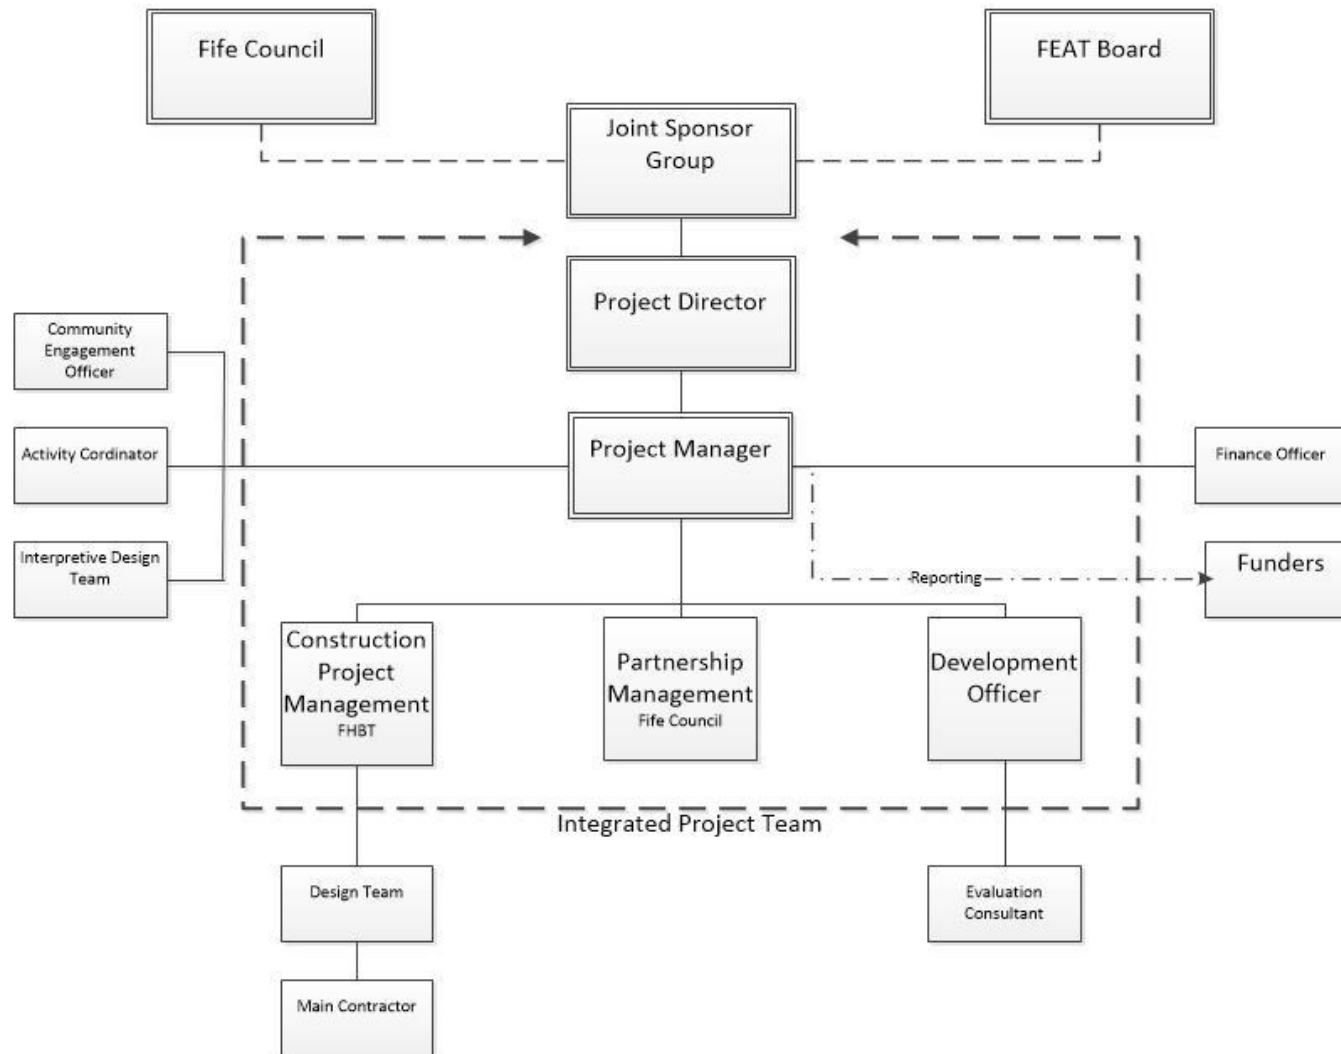 Fife Council
FEAT Board
Joint Sponsor
Group
Project Director
Community
Engagement
Officer
Activity Cordinator
Project Manager
Finance Officer
Interpretive Design
Team
Reporting
Funders
Construction
Project
Management
FHBT
Partnership
Management
Fife Council
Development
Officer
Integrated Project Team
Design Team
Evaluation
Consultant
Main Contractor